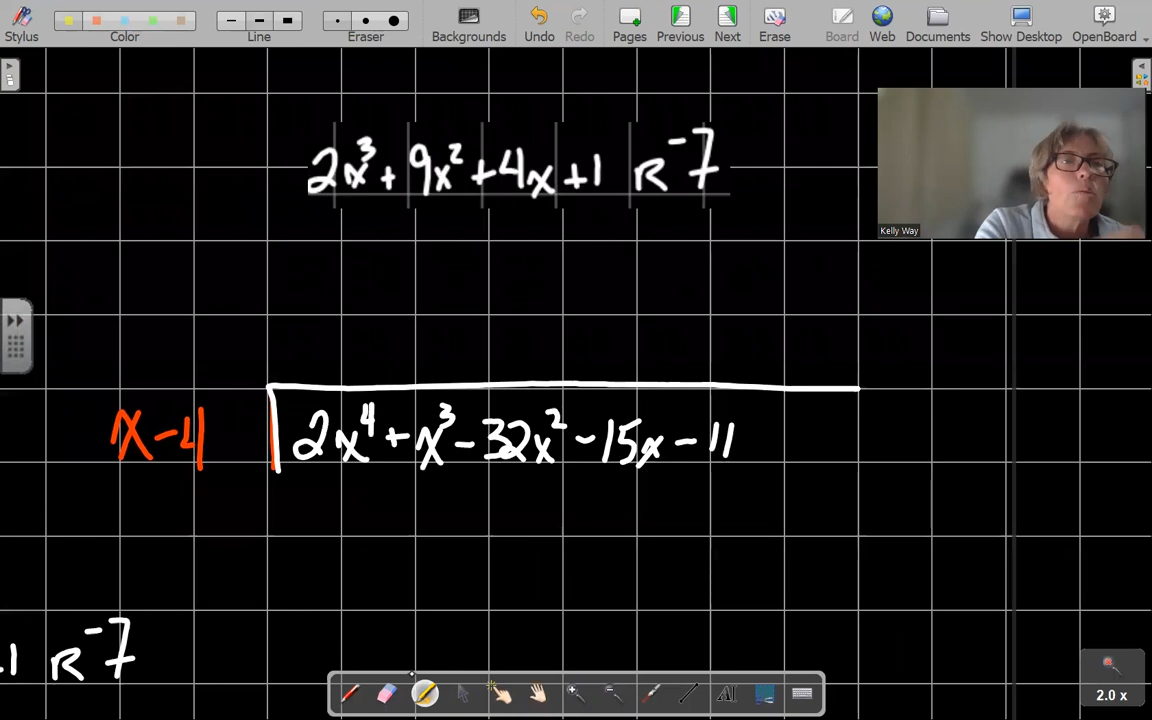 Stylus Color Line Eraser Backgrounds Undo Redo Pages Previous Next Erase Board Web Documents Show Desktop OpenBoard
2x³ + 9x² + 4x + 1 R⁻7
Kelly Way
x - 4 2x⁴ + x³ - 32x² - 15x - 11
1 R⁻7
2.0 x